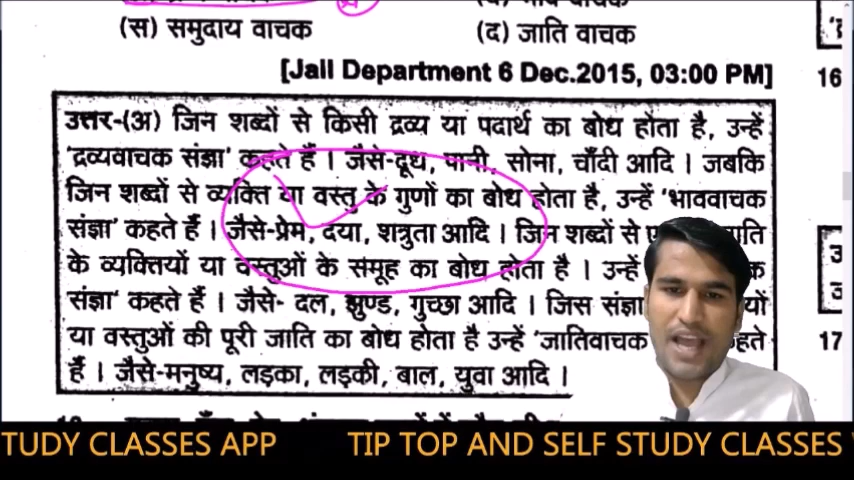 (स) समुदाय वाचक
(द) जाति वाचक
[Jail Department 6 Dec.2015, 03:00 PM]
16
उत्तर-(अ) जिन शब्दों से किसी द्रव्य या पदार्थ का बोध होता है, उन्हें
'द्रव्यवाचक संज्ञा' कहते हैं। जैसे-दूध, पानी, सोना, चाँदी आदि। जबकि
जिन शब्दों से व्यक्ति या वस्तु के गुणों का बोध होता है, उन्हें 'भाववाचक
संज्ञा' कहते हैं। जैसे-प्रेम, दया, शत्रुता आदि। जिन शब्दों से
के व्यक्तियों या वस्तुओं के समूह का बोध होता है। उन्हें
संज्ञा' कहते हैं। जैसे- दल, झुण्ड, गुच्छा आदि। जिस संज्ञा
या वस्तुओं की पूरी जाति का बोध होता है उन्हें 'जातिवाचक
हैं। जैसे-मनुष्य, लड़का, लड़की, बाल, युवा आदि।
17
TUDY CLASSES APP TIP TOP AND SELF STUDY CLASSES